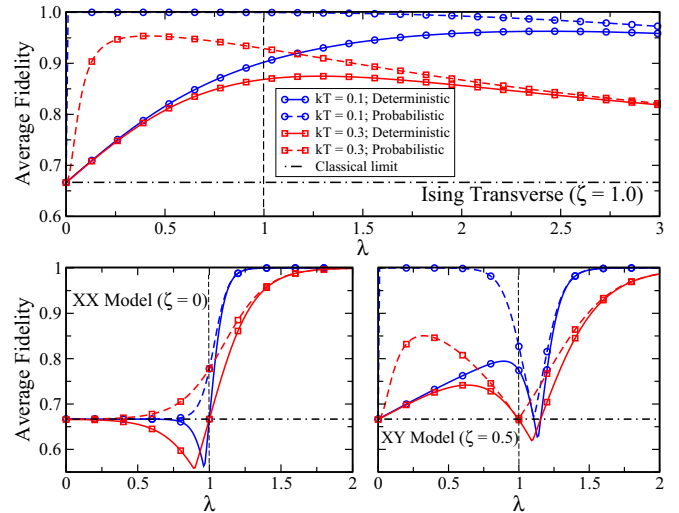 Average Fidelity
1
0.9
0.8
0.7
0.6
kT = 0.1; Deterministic
kT = 0.1; Probabilistic
kT = 0.3; Deterministic
kT = 0.3; Probabilistic
Classical limit
Ising Transverse (ζ = 1.0)
0 0.5 1 1.5 2 2.5 3
λ
Average Fidelity
1
0.9
0.8
0.7
0.6
XX Model (ζ = 0)
0 0.5 1 1.5 2
λ
XY Model (ζ = 0.5)
0 0.5 1 1.5 2
λ